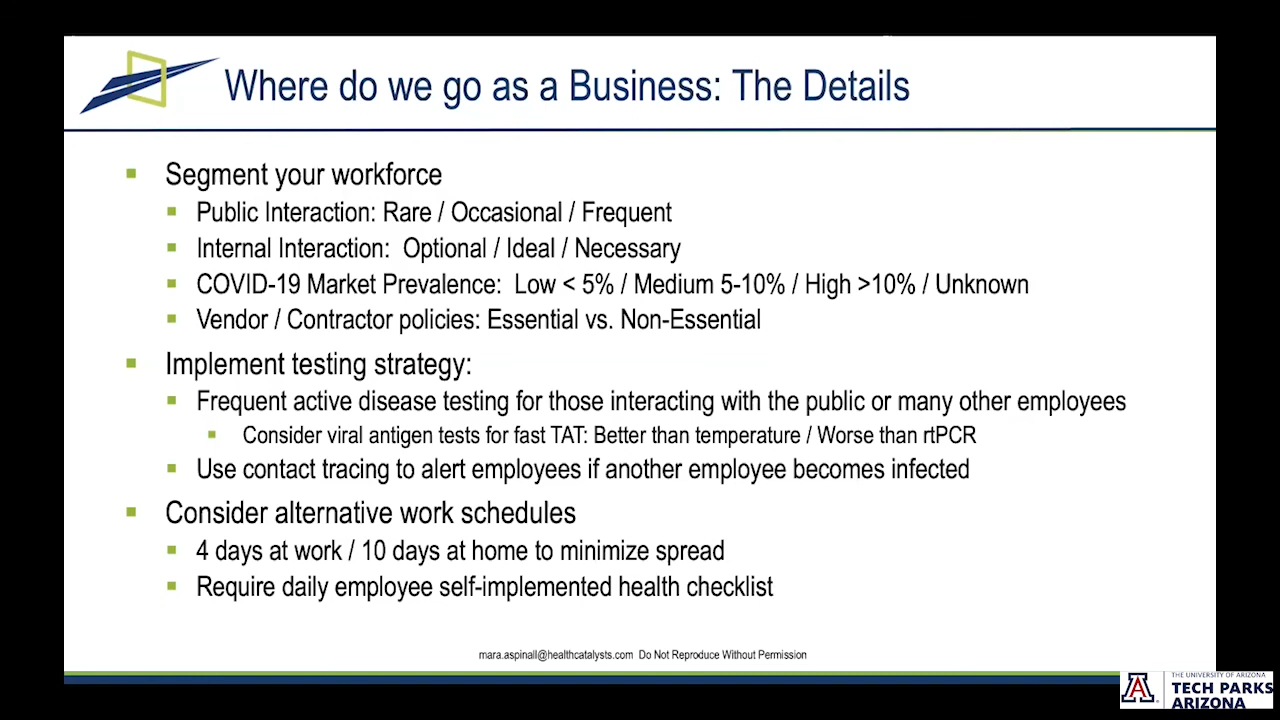 Where do we go as a Business: The Details
Segment your workforce
Public Interaction: Rare / Occasional / Frequent
Internal Interaction:  Optional / Ideal / Necessary
COVID-19 Market Prevalence:  Low < 5% / Medium 5-10% / High >10% / Unknown
Vendor / Contractor policies: Essential vs. Non-Essential
Implement testing strategy:
Frequent active disease testing for those interacting with the public or many other employees
Consider viral antigen tests for fast TAT: Better than temperature / Worse than rtPCR
Use contact tracing to alert employees if another employee becomes infected
Consider alternative work schedules
4 days at work / 10 days at home to minimize spread
Require daily employee self-implemented health checklist
mara.aspinall@healthcatalysts.com  Do Not Reproduce Without Permission
A
THE UNIVERSITY OF ARIZONA
TECH PARKS
ARIZONA